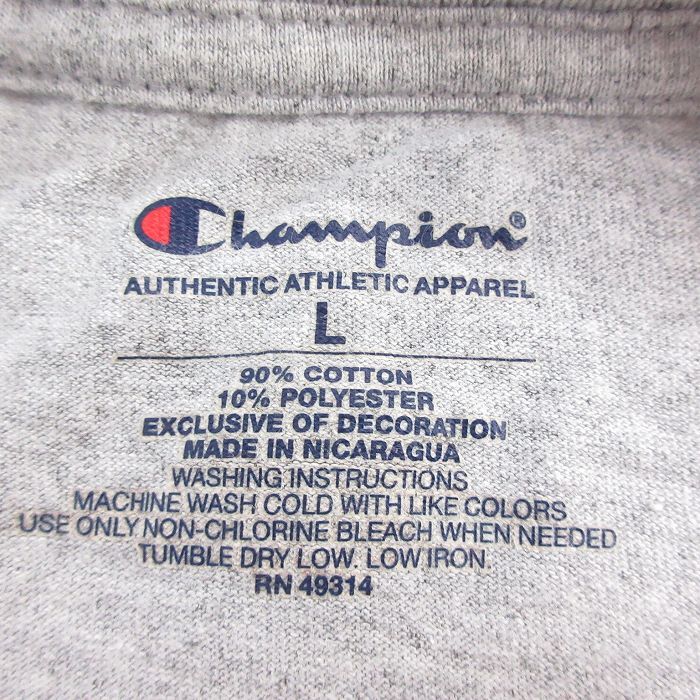 Champion®
AUTHENTIC ATHLETIC APPAREL
L
90% COTTON
10% POLYESTER
EXCLUSIVE OF DECORATION
MADE IN NICARAGUA
WASHING INSTRUCTIONS
MACHINE WASH COLD WITH LIKE COLORS
USE ONLY NON-CHLORINE BLEACH WHEN NEEDED
TUMBLE DRY LOW. LOW IRON.
RN 49314